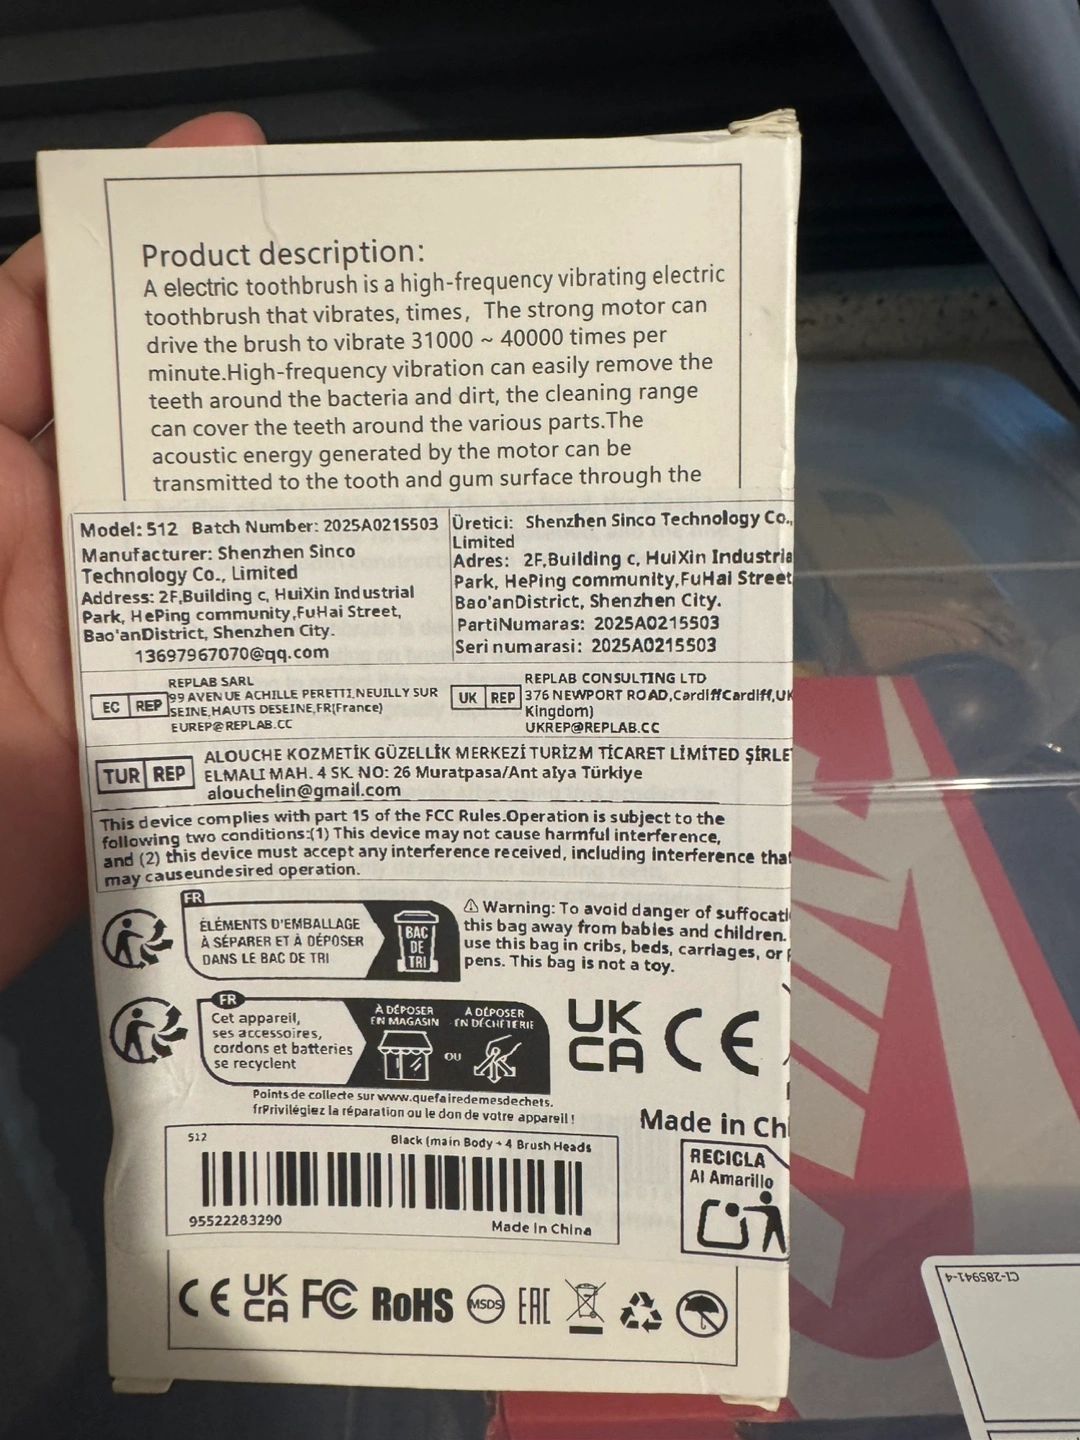 Product description:
A electric toothbrush is a high-frequency vibrating electric
toothbrush that vibrates, times, The strong motor can
drive the brush to vibrate 31000 ~ 40000 times per
minute.High-frequency vibration can easily remove the
teeth around the bacteria and dirt, the cleaning range
can cover the teeth around the various parts.The
acoustic energy generated by the motor can be
transmitted to the tooth and gum surface through the
Model: 512 Batch Number: 2025A0215503
Manufacturer: Shenzhen Sinco
Technology Co., Limited
Address: 2F,Building c, HuiXin Industrial
Park, HePing community,FuHai Street,
Bao'anDistrict, Shenzhen City.
13697967070@qq.com
Üretici: Shenzhen Sinco Technology Co.,
Limited
Adres: 2F,Building c, HuiXin Industria
Park, HePing community,FuHai Street
Bao'anDistrict, Shenzhen City.
PartiNumaras: 2025A0215503
Seri numarasi: 2025A0215503
EC REP
REPLAB SARL
99 AVENUE ACHILLE PERETTI,NEUILLY SUR
SEINE,HAUTS DESEINE,FR(France)
EUREP@REPLAB.CC
UK REP
REPLAB CONSULTING LTD
376 NEWPORT ROAD,CardiffCardiff,UK
Kingdom)
UKREP@REPLAB.CC
TUR REP
ALOUCHE KOZMETİK GÜZELLİK MERKEZİ TURİZM TİCARET LİMİTED ŞİRLE
ELMALI MAH. 4 SK. NO: 26 Muratpasa/Ant alya Türkiye
alouchelin@gmail.com
This device complies with part 15 of the FCC Rules.Operation is subject to the
following two conditions:(1) This device may not cause harmful interference,
and (2) this device must accept any interference received, including interference that
may causeundesired operation.
FR
ÉLÉMENTS D'EMBALLAGE
À SÉPARER ET À DÉPOSER
DANS LE BAC DE TRI
BAC
DE
TRI
⚠ Warning: To avoid danger of suffocati
this bag away from babies and children.
use this bag in cribs, beds, carriages, or
pens. This bag is not a toy.
FR
Cet appareil,
ses accessoires,
cordons et batteries
se recyclent
À DÉPOSER
EN MAGASIN
OU
A DÉPOSER
EN DÉCHÈTERIE
UK
CA CE
Points de collecte sur www.quefairedemesdechets.
frPrivilégiez la réparation ou le don de votre appareil !
Made in Ch
512
Black (main Body + 4 Brush Heads
95522283290
Made In China
RECICLA
Al Amarillo
CE UK
CA FC RoHS MSDS EAC
CI-285941-4